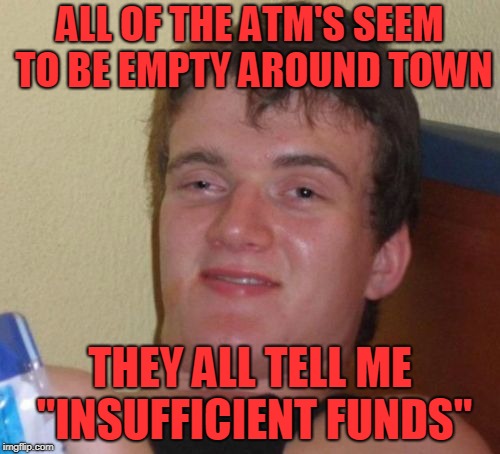 ALL OF THE ATM'S SEEM
TO BE EMPTY AROUND TOWN
THEY ALL TELL ME
"INSUFFICIENT FUNDS"
imgflip.com